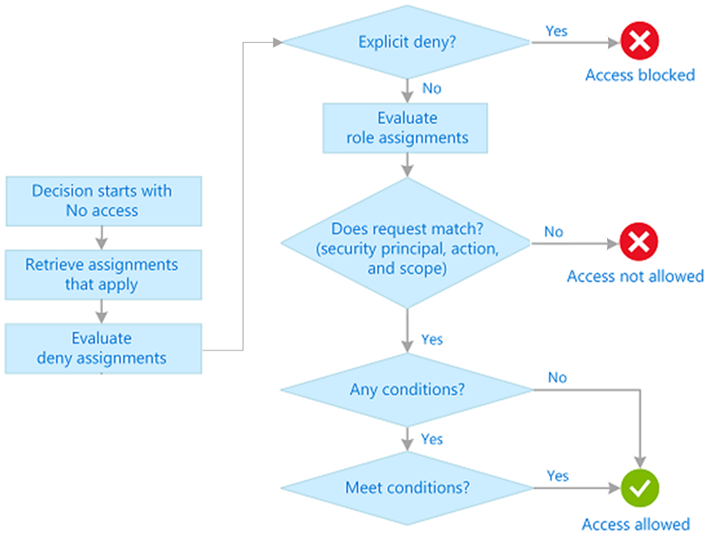 Decision starts with
No access
Retrieve assignments
that apply
Evaluate
deny assignments
Explicit deny?
Yes
Access blocked
No
Evaluate
role assignments
Does request match?
(security principal, action,
and scope)
No
Access not allowed
Yes
Any conditions?
No
Yes
Meet conditions?
Yes
Access allowed